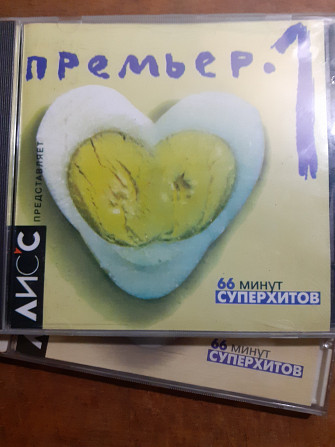 премьер.1
ЛИС'С
ПРЕДСТАВЛЯЕТ
66 минут
СУПЕРХИТОВ
66 минут
СУПЕРХИТОВ